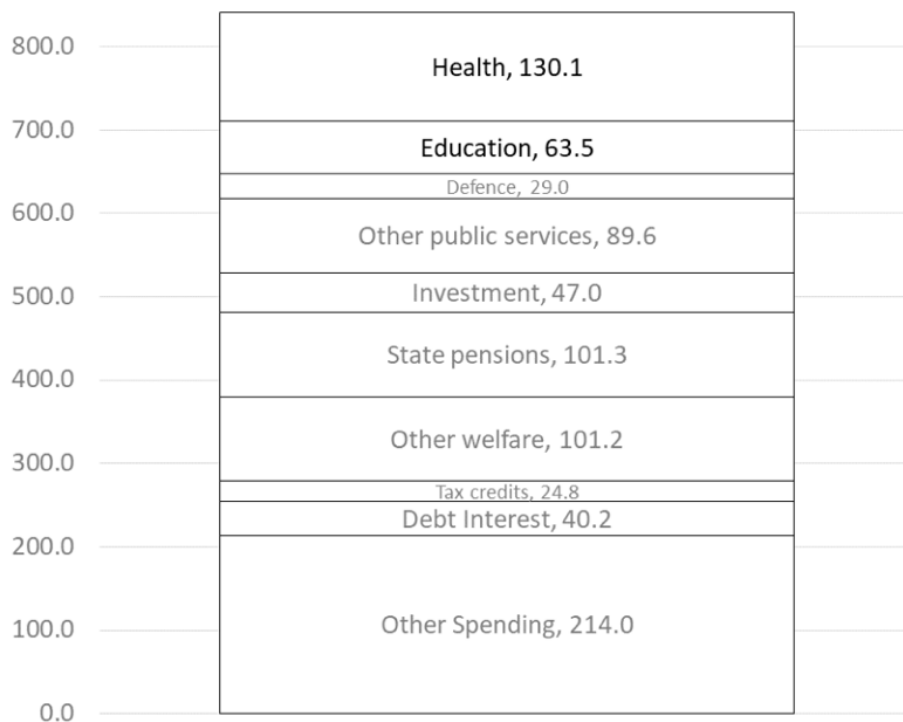 800.0
Health, 130.1
700.0
Education, 63.5
Defence, 29.0
600.0
Other public services, 89.6
500.0
Investment, 47.0
State pensions, 101.3
400.0
Other welfare, 101.2
300.0
Tax credits, 24.8
Debt Interest, 40.2
200.0
Other Spending, 214.0
100.0
0.0